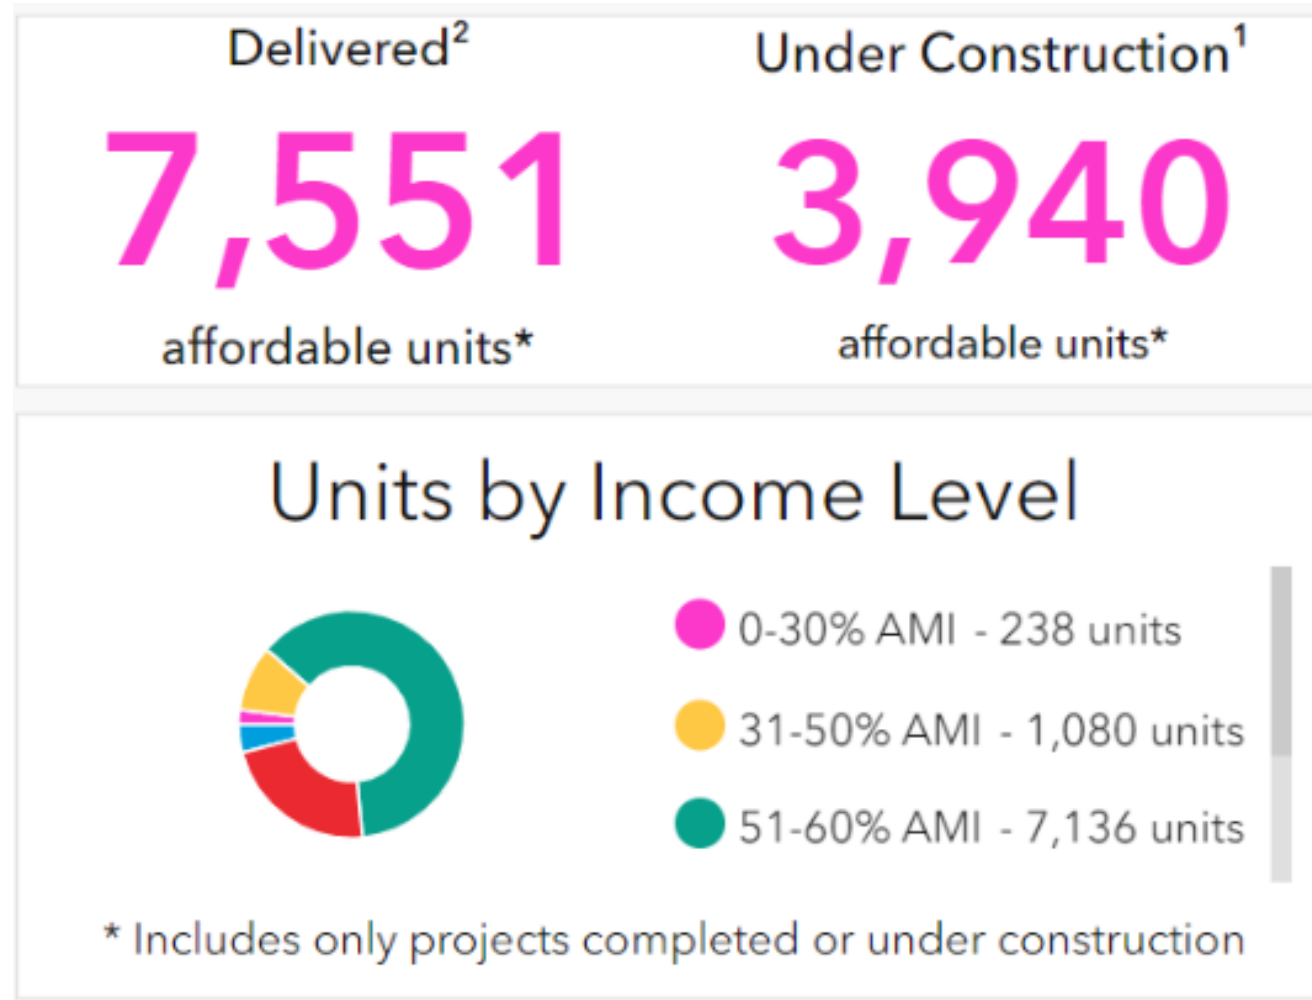 Delivered²
Under Construction¹
7,551
3,940
affordable units*
affordable units*
Units by Income Level
0-30% AMI - 238 units
31-50% AMI - 1,080 units
51-60% AMI - 7,136 units
* Includes only projects completed or under construction